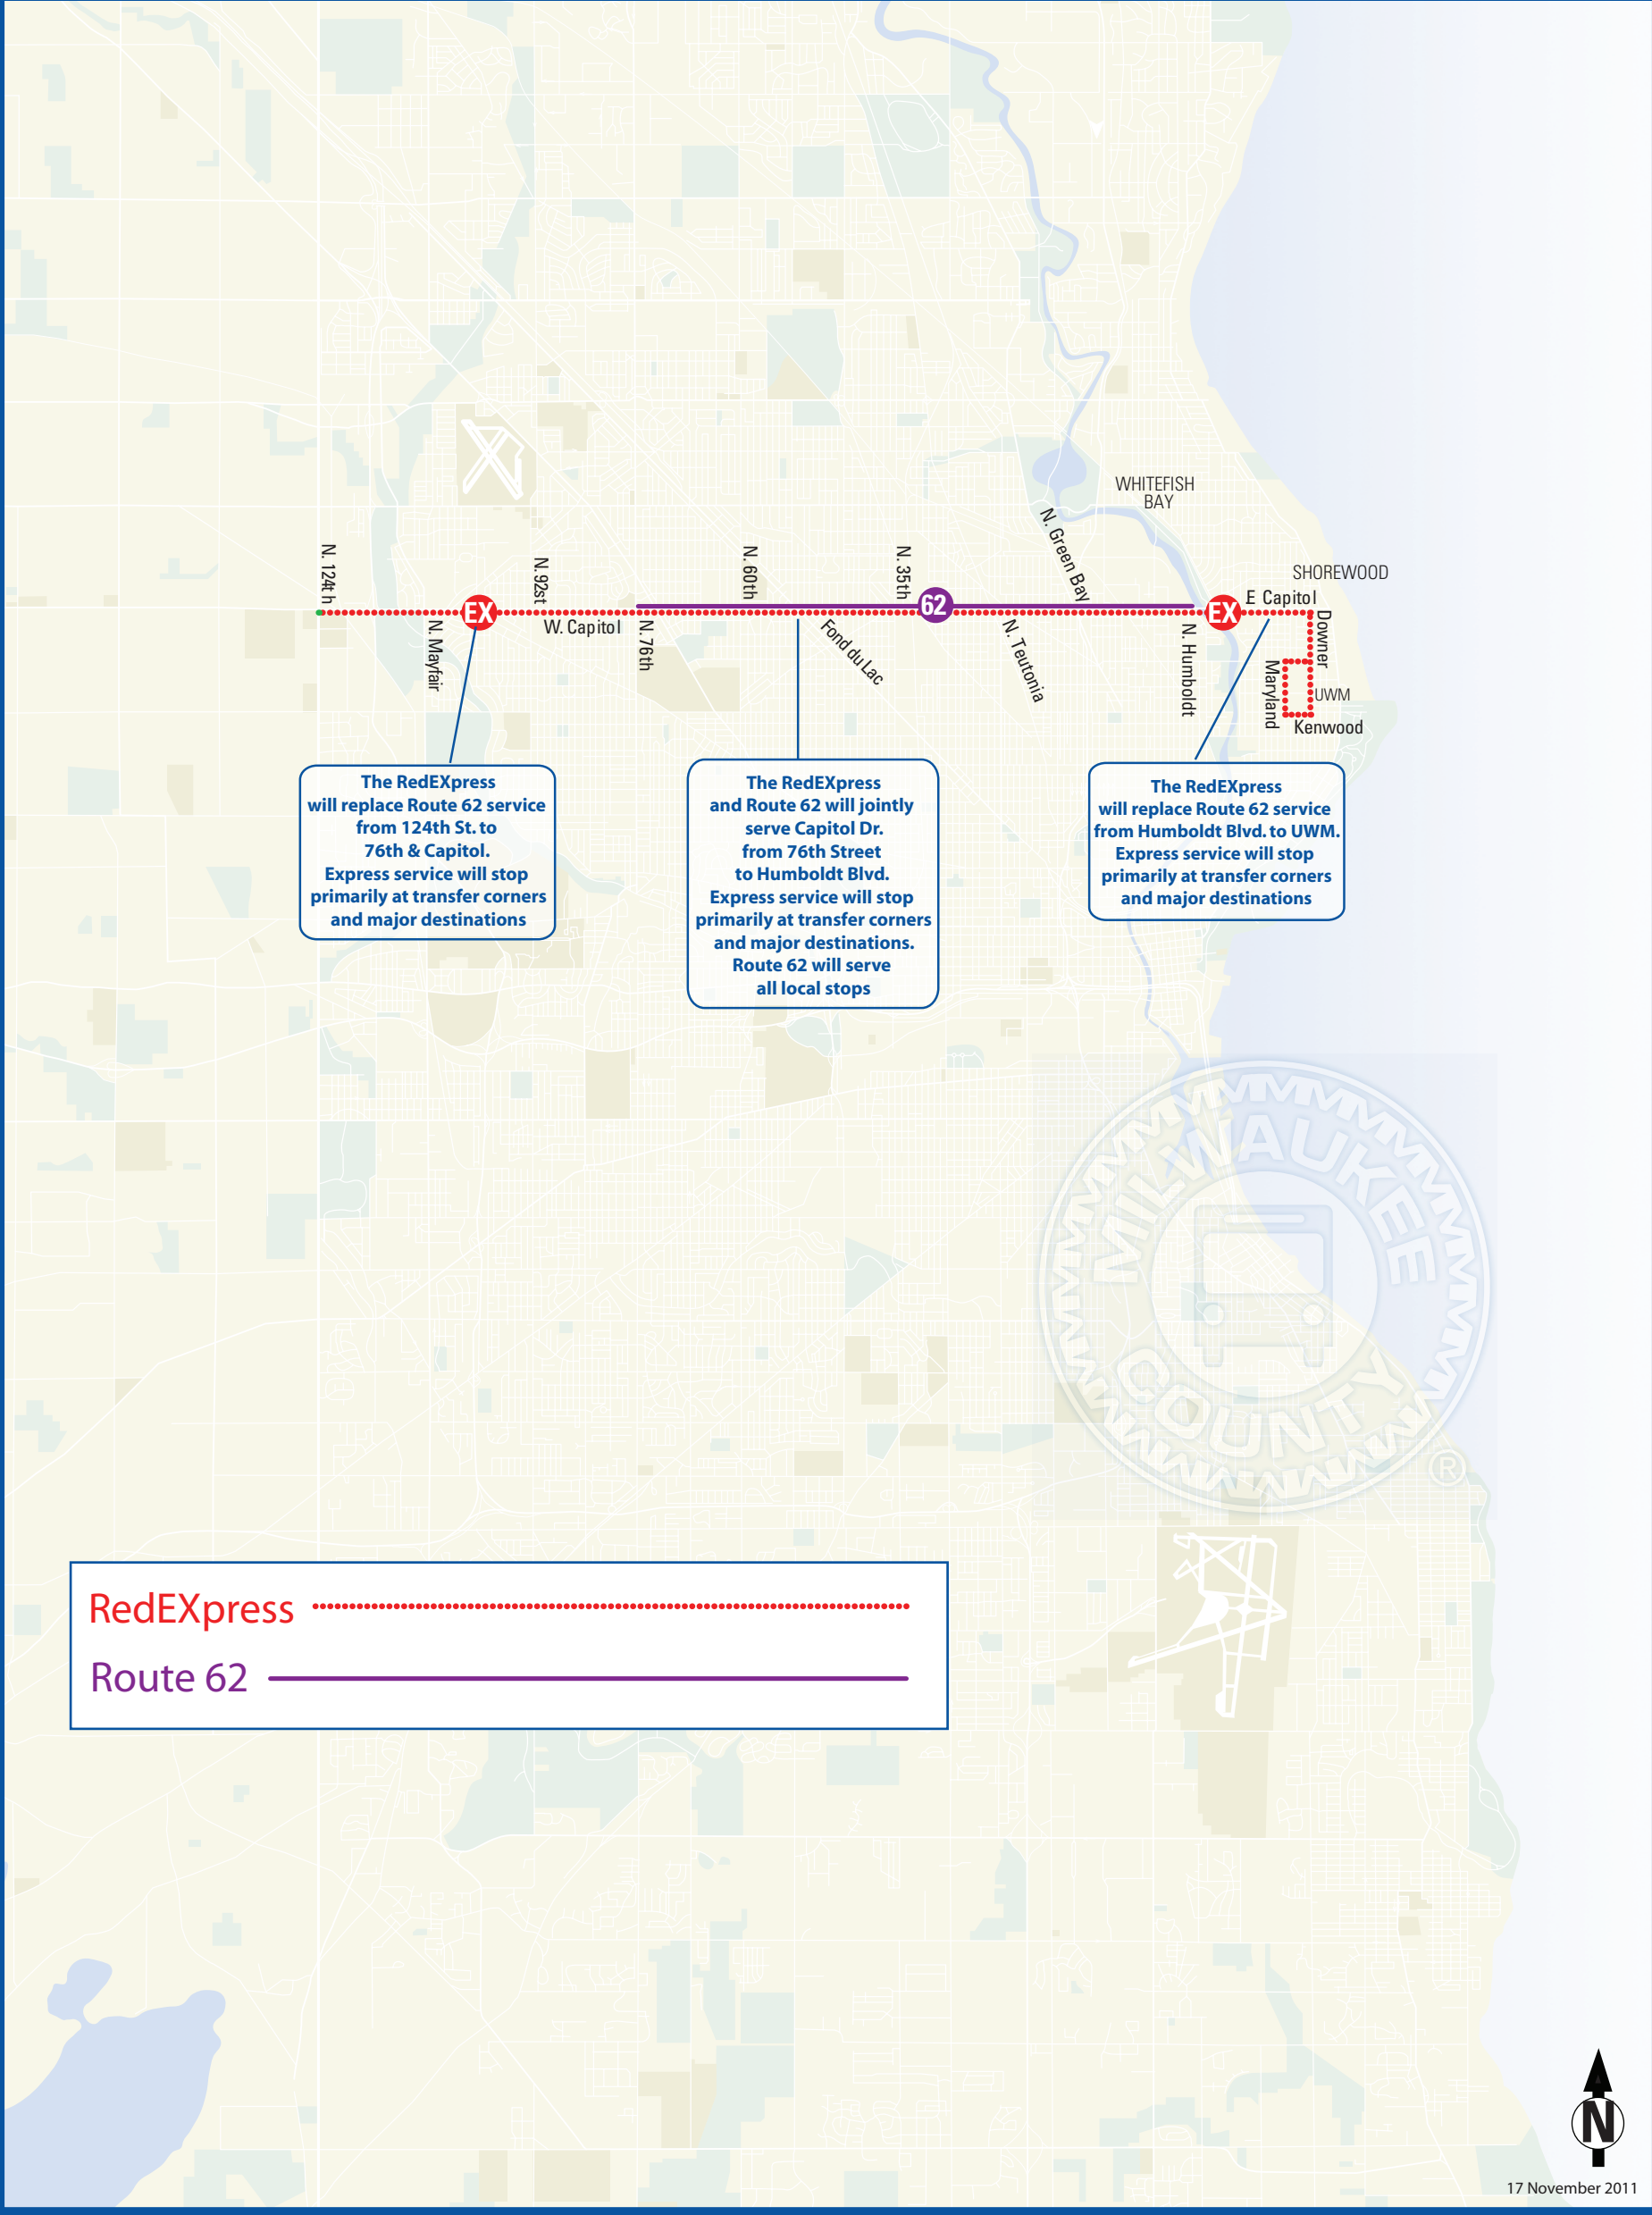 WHITEFISH
BAY
SHOREWOOD
N. 124th
N. 92st
N. 60th
N. 35th
N. Green Bay
E Capitol
EX
62
EX
W. Capitol
N. Mayfair
N. 76th
Fond du Lac
N. Teutonia
N. Humboldt
Downer
Maryland
UWM
Kenwood
The RedEXpress
will replace Route 62 service
from 124th St. to
76th & Capitol.
Express service will stop
primarily at transfer corners
and major destinations
The RedEXpress
and Route 62 will jointly
serve Capitol Dr.
from 76th Street
to Humboldt Blvd.
Express service will stop
primarily at transfer corners
and major destinations.
Route 62 will serve
all local stops
The RedEXpress
will replace Route 62 service
from Humboldt Blvd. to UWM.
Express service will stop
primarily at transfer corners
and major destinations
MILWAUKEE
COUNTY
®
RedEXpress
Route 62
N
17 November 2011